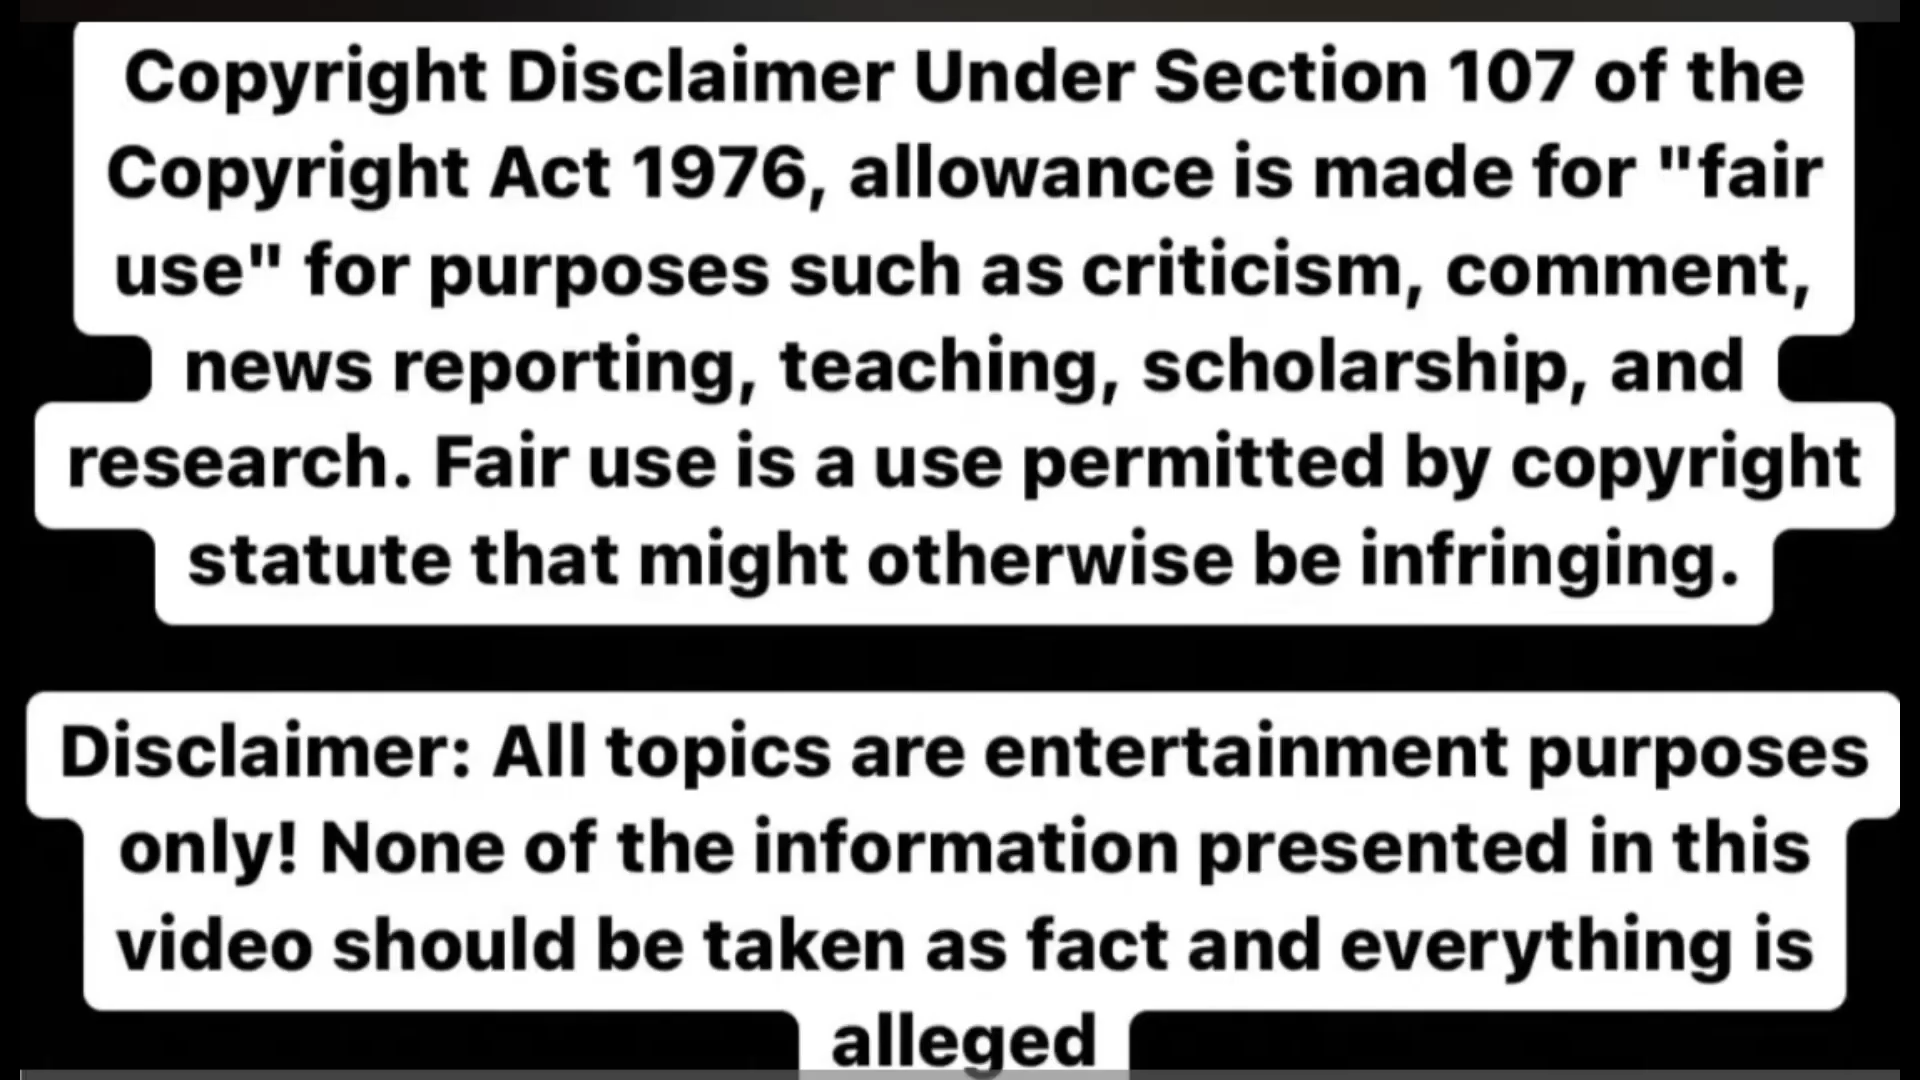 Copyright Disclaimer Under Section 107 of the
Copyright Act 1976, allowance is made for "fair
use" for purposes such as criticism, comment,
news reporting, teaching, scholarship, and
research. Fair use is a use permitted by copyright
statute that might otherwise be infringing.
Disclaimer: All topics are entertainment purposes
only! None of the information presented in this
video should be taken as fact and everything is
alleged